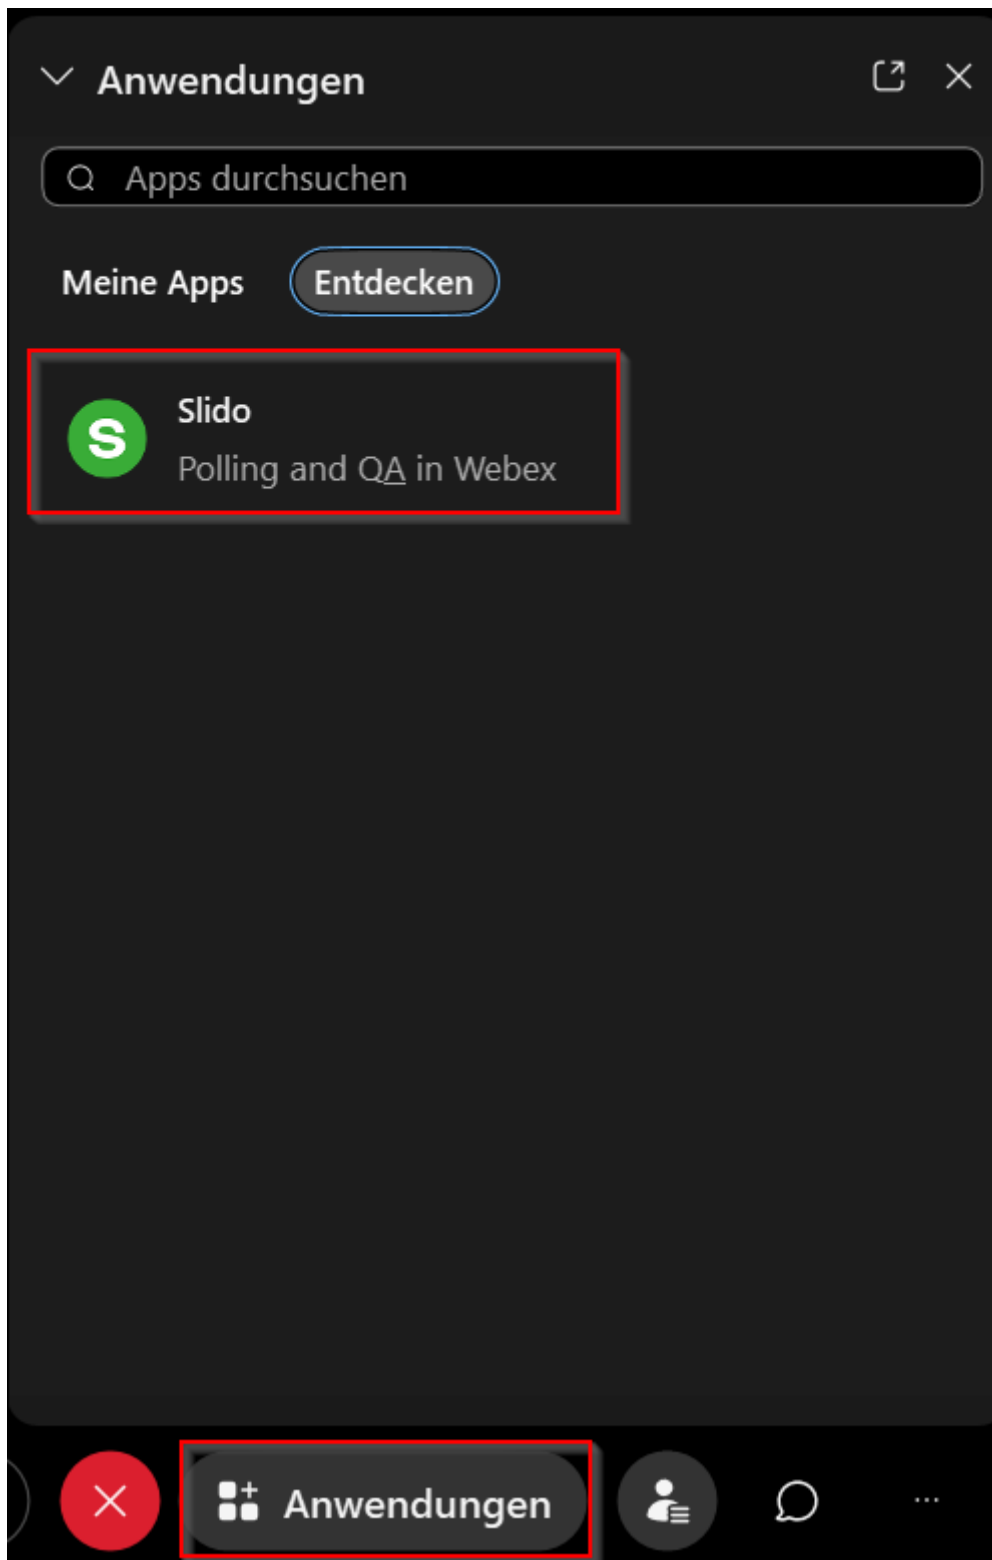 Anwendungen
Apps durchsuchen
Meine Apps Entdecken
S
Slido
Polling and QA in Webex
Anwendungen